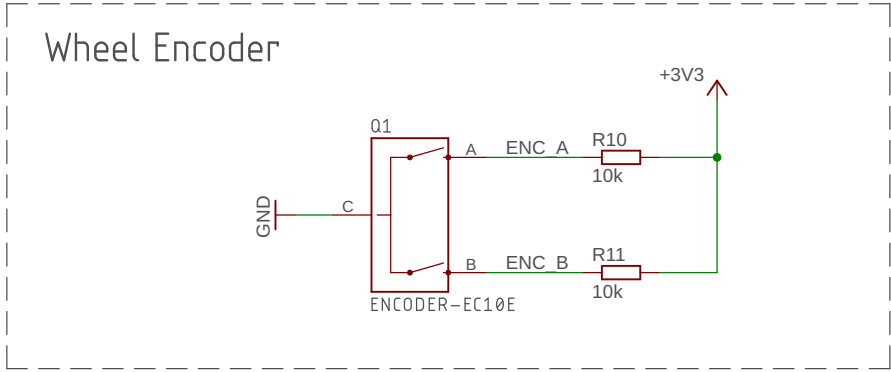 Wheel Encoder
+3V3
Q1
A
ENC_A
R10
10k
GND
C
B
ENC_B
R11
10k
ENCODER-EC10E